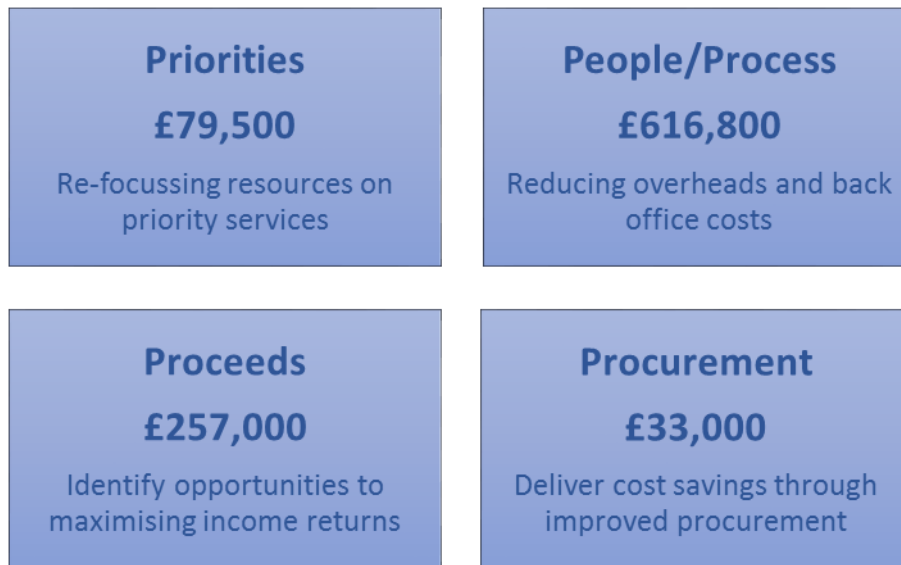 Priorities
£79,500
Re-focussing resources on
priority services
People/Process
£616,800
Reducing overheads and back
office costs
Proceeds
£257,000
Identify opportunities to
maximising income returns
Procurement
£33,000
Deliver cost savings through
improved procurement